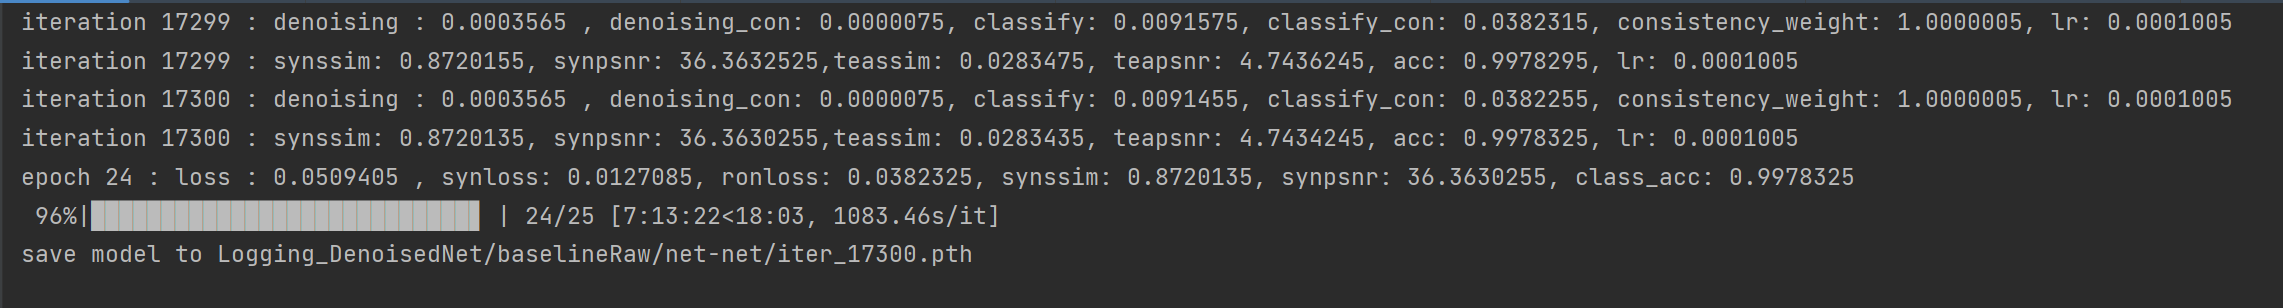 iteration 17299 : denoising : 0.0003565 , denoising_con: 0.0000075, classify: 0.0091575, classify_con: 0.0382315, consistency_weight: 1.0000005, lr: 0.0001005
iteration 17299 : synssim: 0.8720155, synpsnr: 36.3632525,teassim: 0.0283475, teapsnr: 4.7436245, acc: 0.9978295, lr: 0.0001005
iteration 17300 : denoising : 0.0003565 , denoising_con: 0.0000075, classify: 0.0091455, classify_con: 0.0382255, consistency_weight: 1.0000005, lr: 0.0001005
iteration 17300 : synssim: 0.8720135, synpsnr: 36.3630255,teassim: 0.0283435, teapsnr: 4.7434245, acc: 0.9978325, lr: 0.0001005
epoch 24 : loss : 0.0509405 , synloss: 0.0127085, ronloss: 0.0382325, synssim: 0.8720135, synpsnr: 36.3630255, class_acc: 0.9978325
96%|████████████████████████████ | 24/25 [7:13:22<18:03, 1083.46s/it]
save model to Logging_DenoisedNet/baselineRaw/net-net/iter_17300.pth